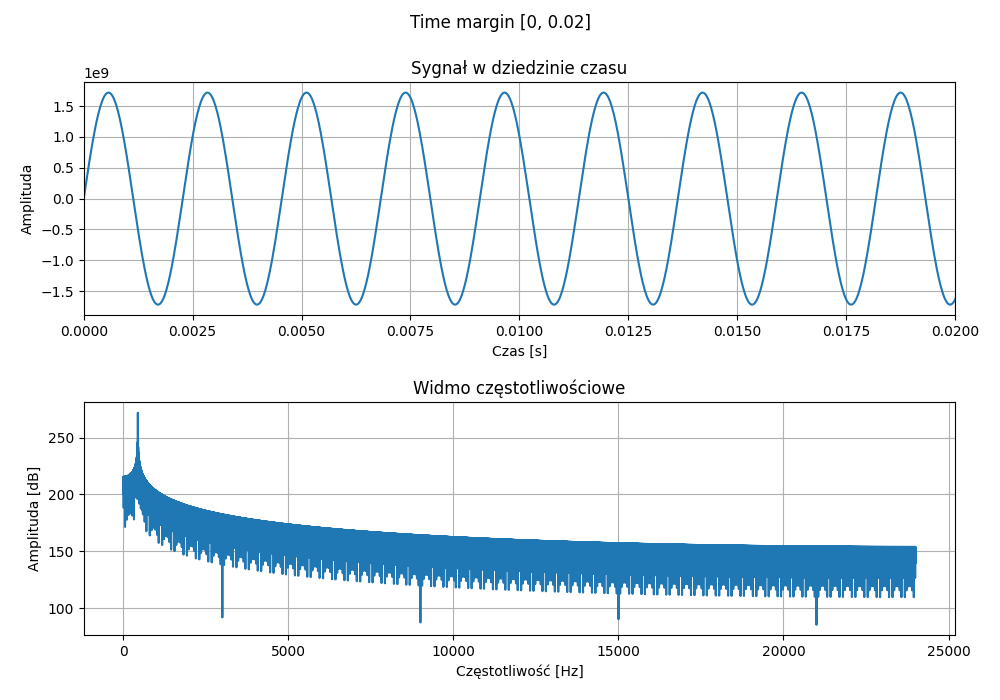 Time margin [0, 0.02]
Sygnał w dziedzinie czasu
1e9
Amplituda
1.5
1.0
0.5
0.0
−0.5
−1.0
−1.5
0.0000 0.0025 0.0050 0.0075 0.0100 0.0125 0.0150 0.0175 0.0200
Czas [s]
Widmo częstotliwościowe
Amplituda [dB]
250
200
150
100
0 5000 10000 15000 20000 25000
Częstotliwość [Hz]